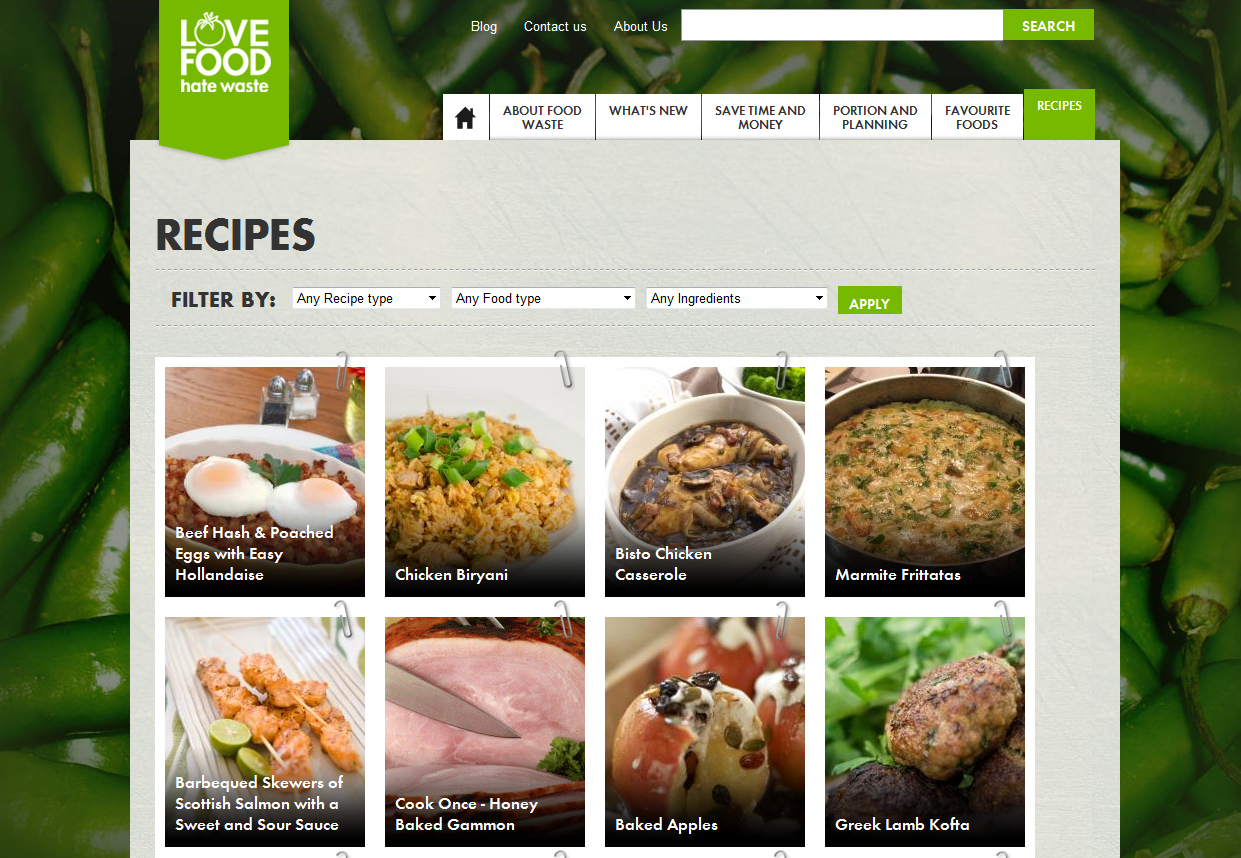 LOVE
FOOD
hate waste
Blog
Contact us
About Us
SEARCH
ABOUT FOOD
WASTE
WHAT'S NEW
SAVE TIME AND
MONEY
PORTION AND
PLANNING
FAVOURITE
FOODS
RECIPES
RECIPES
FILTER BY:
Any Recipe type
Any Food type
Any Ingredients
APPLY
Beef Hash & Poached
Eggs with Easy
Hollandaise
Chicken Biryani
Bisto Chicken
Casserole
Marmite Frittatas
Barbequed Skewers of
Scottish Salmon with a
Sweet and Sour Sauce
Cook Once - Honey
Baked Gammon
Baked Apples
Greek Lamb Kofta